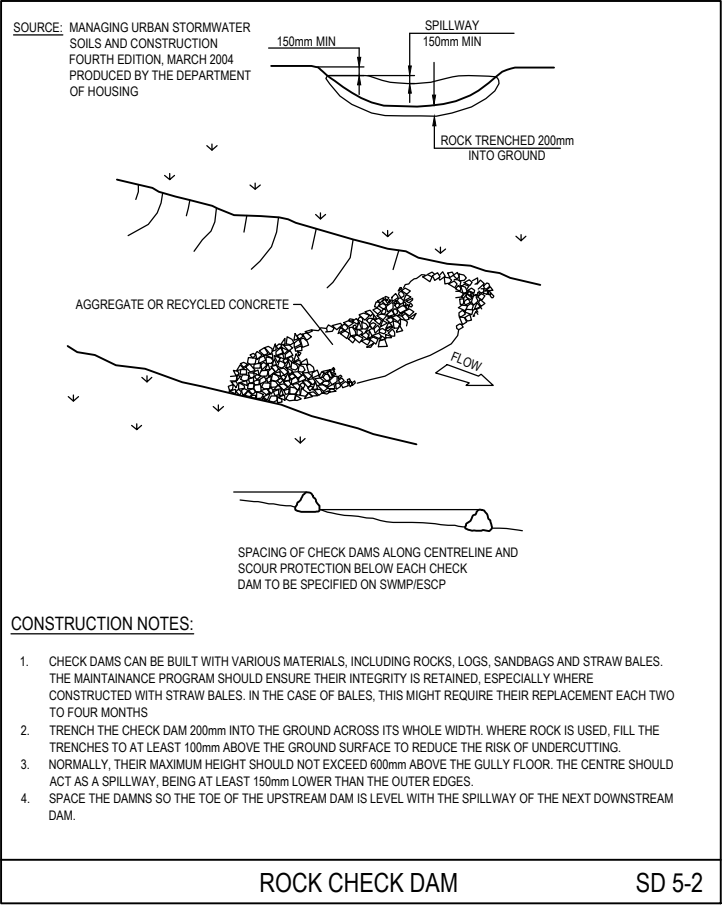 SOURCE: MANAGING URBAN STORMWATER
SOILS AND CONSTRUCTION
FOURTH EDITION, MARCH 2004
PRODUCED BY THE DEPARTMENT
OF HOUSING
150mm MIN
SPILLWAY
150mm MIN
ROCK TRENCHED 200mm
INTO GROUND
AGGREGATE OR RECYCLED CONCRETE
FLOW
SPACING OF CHECK DAMS ALONG CENTRELINE AND
SCOUR PROTECTION BELOW EACH CHECK
DAM TO BE SPECIFIED ON SWMP/ESCP
CONSTRUCTION NOTES:
1. CHECK DAMS CAN BE BUILT WITH VARIOUS MATERIALS, INCLUDING ROCKS, LOGS, SANDBAGS AND STRAW BALES.
THE MAINTAINANCE PROGRAM SHOULD ENSURE THEIR INTEGRITY IS RETAINED, ESPECIALLY WHERE
CONSTRUCTED WITH STRAW BALES. IN THE CASE OF BALES, THIS MIGHT REQUIRE THEIR REPLACEMENT EACH TWO
TO FOUR MONTHS
2. TRENCH THE CHECK DAM 200mm INTO THE GROUND ACROSS ITS WHOLE WIDTH. WHERE ROCK IS USED, FILL THE
TRENCHES TO AT LEAST 100mm ABOVE THE GROUND SURFACE TO REDUCE THE RISK OF UNDERCUTTING.
3. NORMALLY, THEIR MAXIMUM HEIGHT SHOULD NOT EXCEED 600mm ABOVE THE GULLY FLOOR. THE CENTRE SHOULD
ACT AS A SPILLWAY, BEING AT LEAST 150mm LOWER THAN THE OUTER EDGES.
4. SPACE THE DAMNS SO THE TOE OF THE UPSTREAM DAM IS LEVEL WITH THE SPILLWAY OF THE NEXT DOWNSTREAM
DAM.
ROCK CHECK DAM SD 5-2